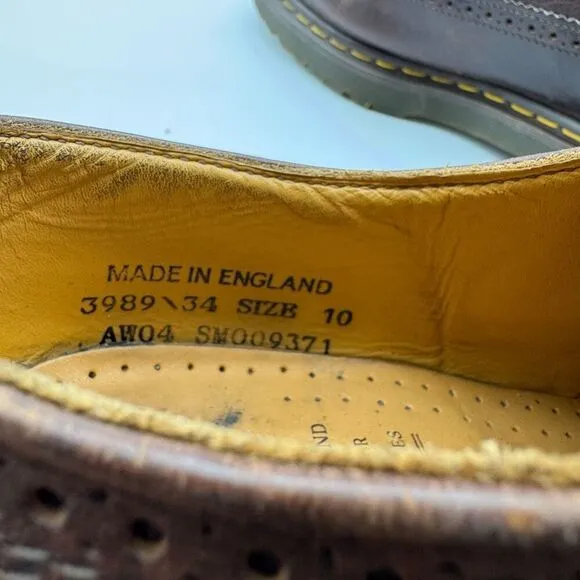 MADE IN ENGLAND
3989\34 SIZE 10
AW04 SM009371